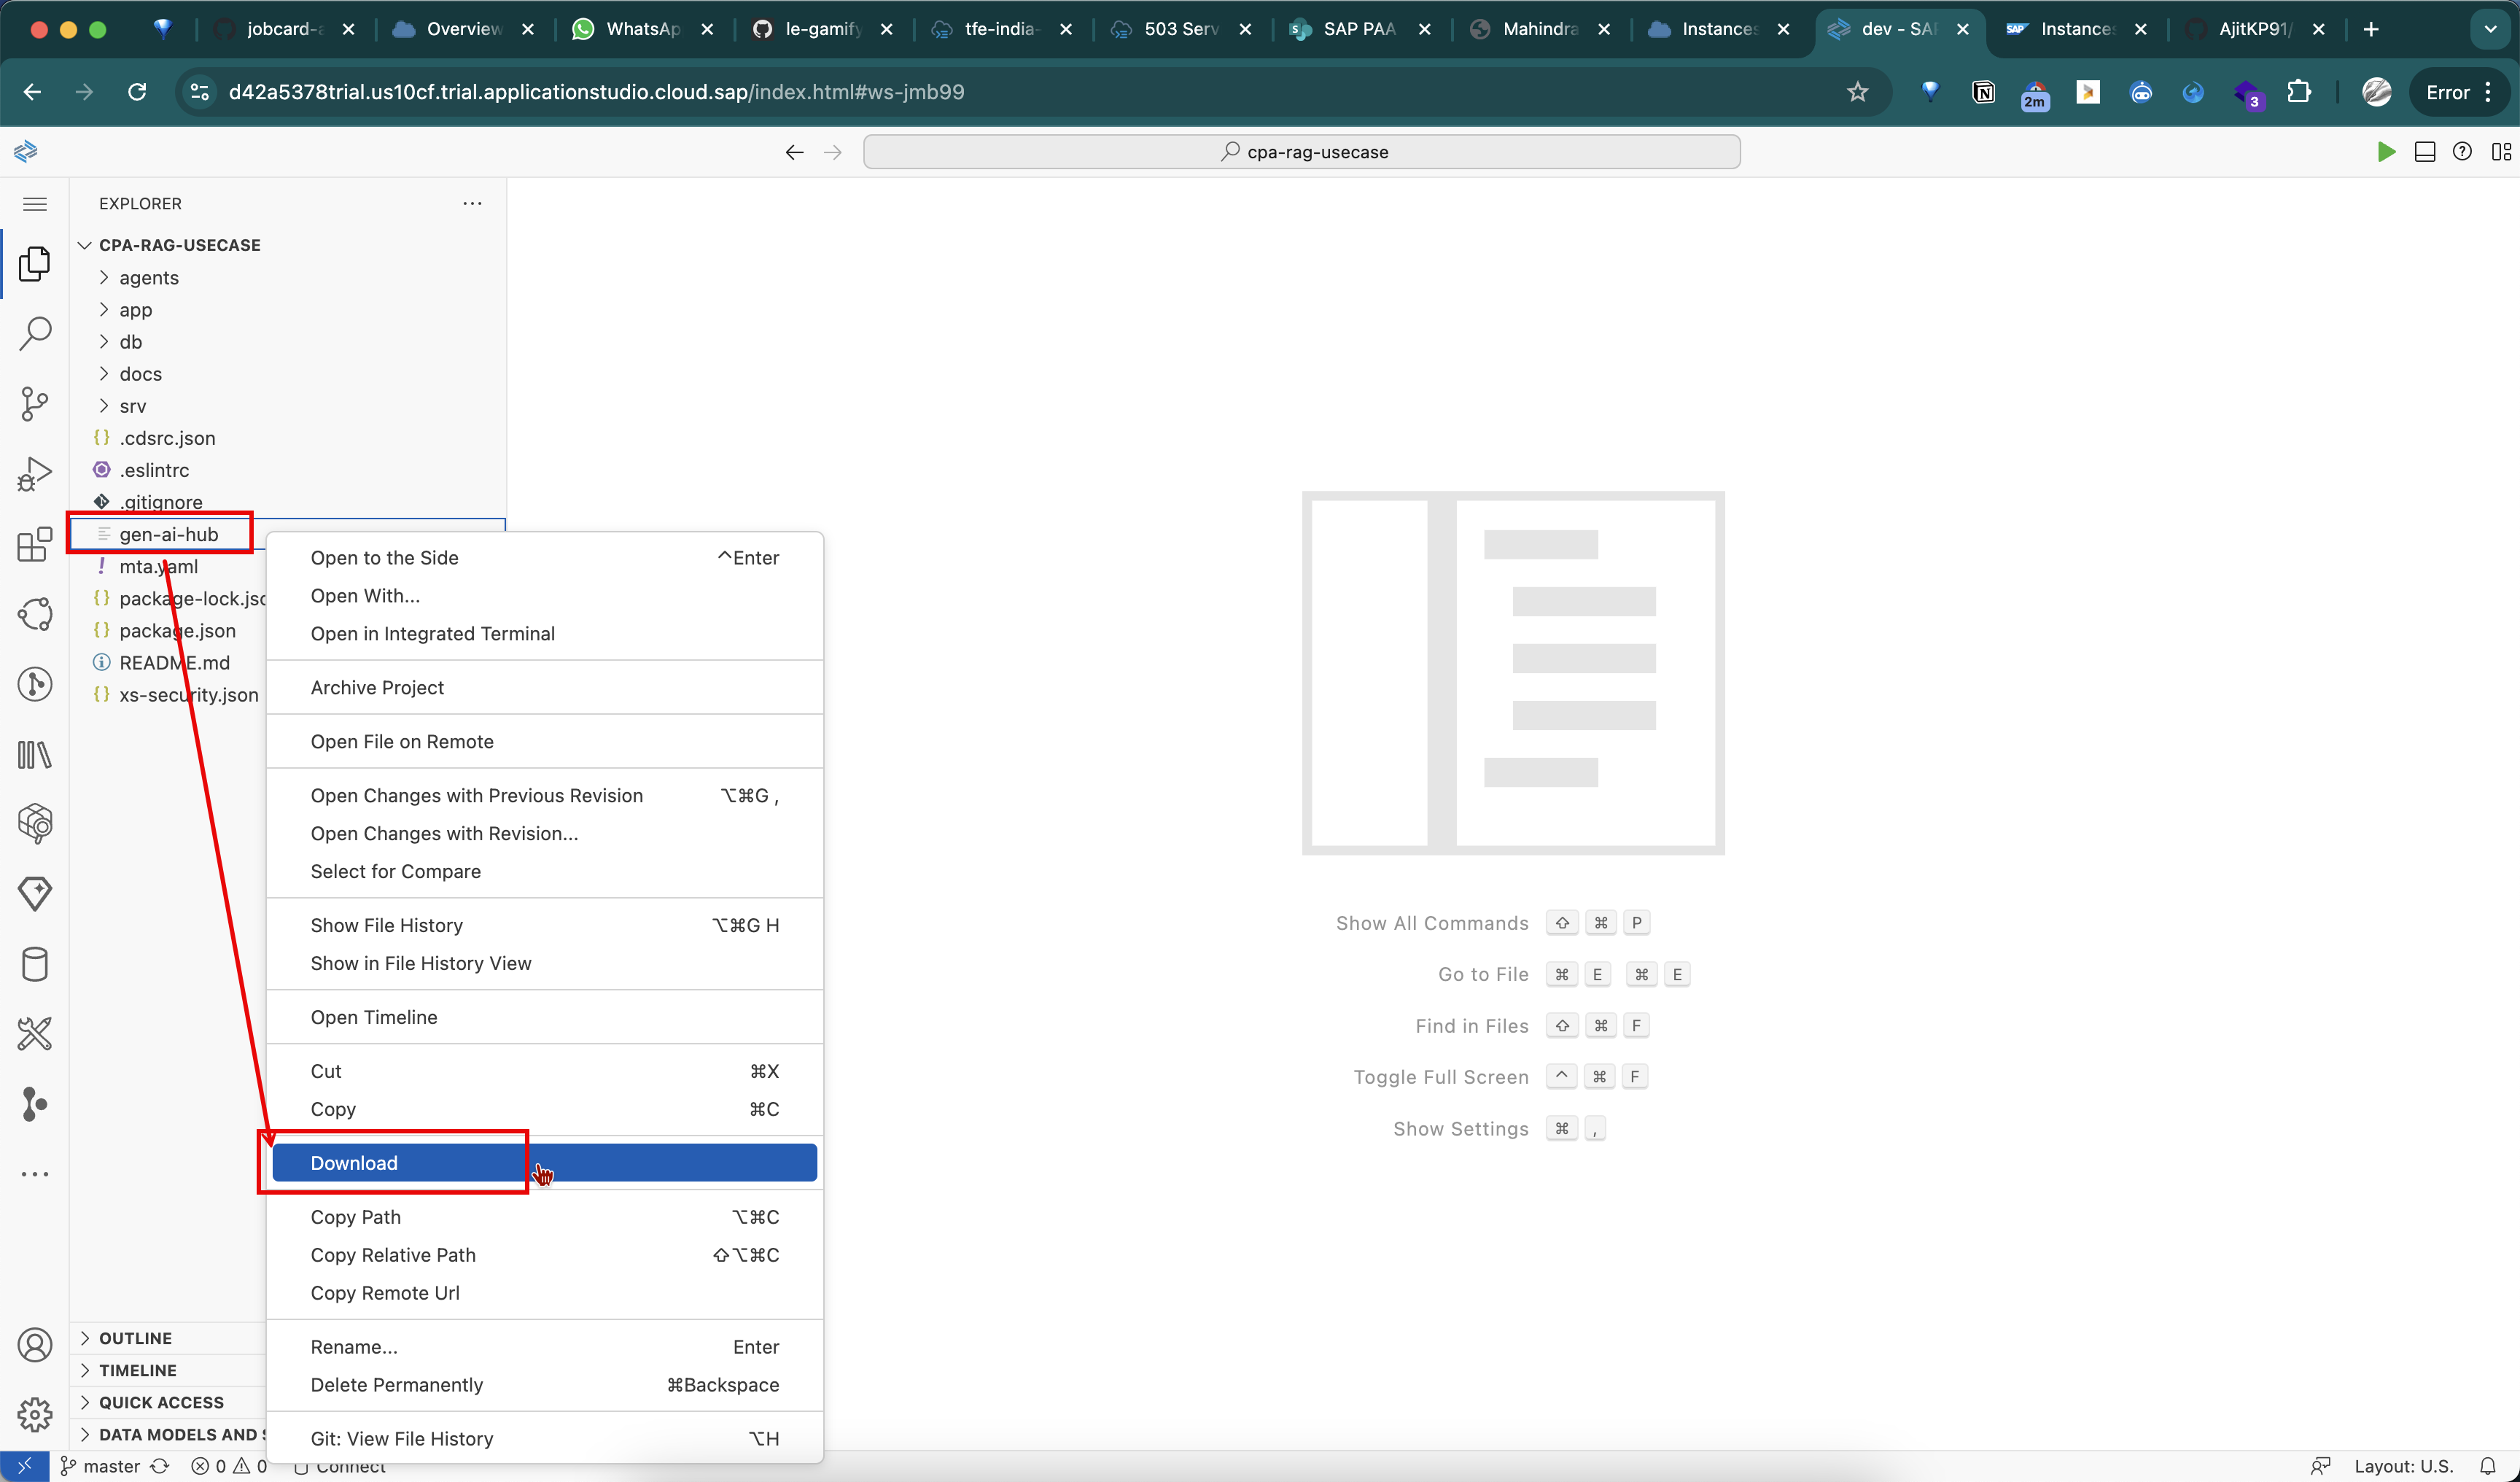 jobcard-a
Overview
WhatsAp
le-gamify
tfe-india-
503 Serv
SAP PAA
Mahindra
Instances
dev - SAP
SAP
Instances
AjitKP91/
d42a5378trial.us10cf.trial.applicationstudio.cloud.sap/index.html#ws-jmb99
2m
3
Error
cpa-rag-usecase
EXPLORER
CPA-RAG-USECASE
agents
app
db
docs
srv
{} .cdsrc.json
.eslintrc
.gitignore
gen-ai-hub
! mta.yaml
{} package-lock.jso
{} package.json
README.md
{} xs-security.json
Open to the Side ^Enter
Open With...
Open in Integrated Terminal
Archive Project
Open File on Remote
Open Changes with Previous Revision ⌥⌘G ,
Open Changes with Revision...
Select for Compare
Show File History ⌥⌘G H
Show in File History View
Open Timeline
Cut ⌘X
Copy ⌘C
Download
Copy Path ⌥⌘C
Copy Relative Path ⇧⌥⌘C
Copy Remote Url
Rename... Enter
Delete Permanently ⌘Backspace
Git: View File History ⌥H
Show All Commands ⇧ ⌘ P
Go to File ⌘ E ⌘ E
Find in Files ⇧ ⌘ F
Toggle Full Screen ^ ⌘ F
Show Settings ⌘ ,
OUTLINE
TIMELINE
QUICK ACCESS
DATA MODELS AND
master 0 0 Connect
Layout: U.S.